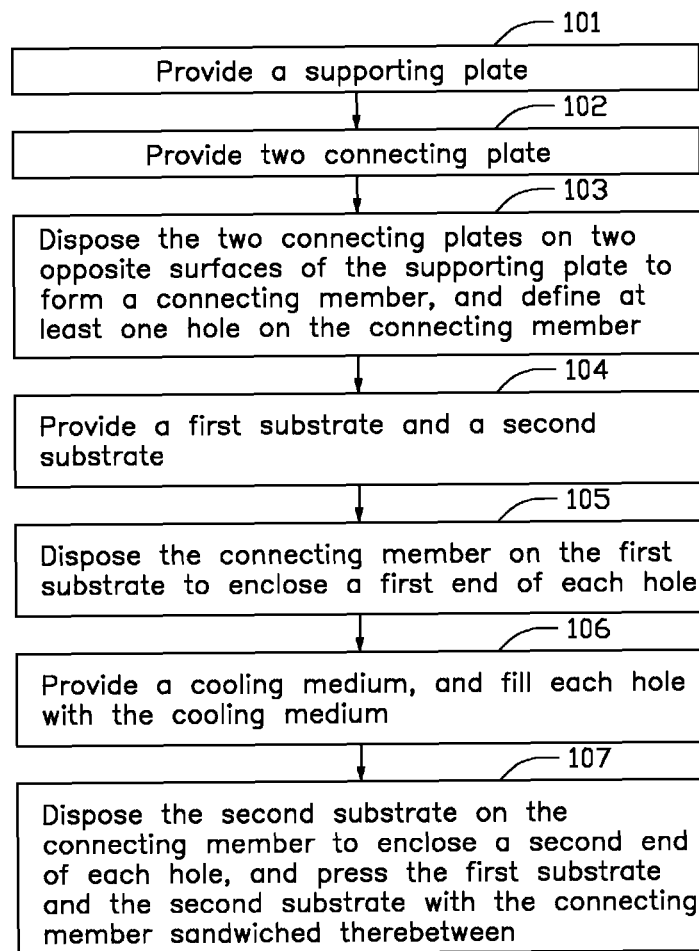 101
Provide a supporting plate
102
Provide two connecting plate
103
Dispose the two connecting plates on two
opposite surfaces of the supporting plate to
form a connecting member, and define at
least one hole on the connecting member
104
Provide a first substrate and a second
substrate
105
Dispose the connecting member on the first
substrate to enclose a first end of each hole
106
Provide a cooling medium, and fill each hole
with the cooling medium
107
Dispose the second substrate on the
connecting member to enclose a second end
of each hole, and press the first substrate
and the second substrate with the connecting
member sandwiched therebetween